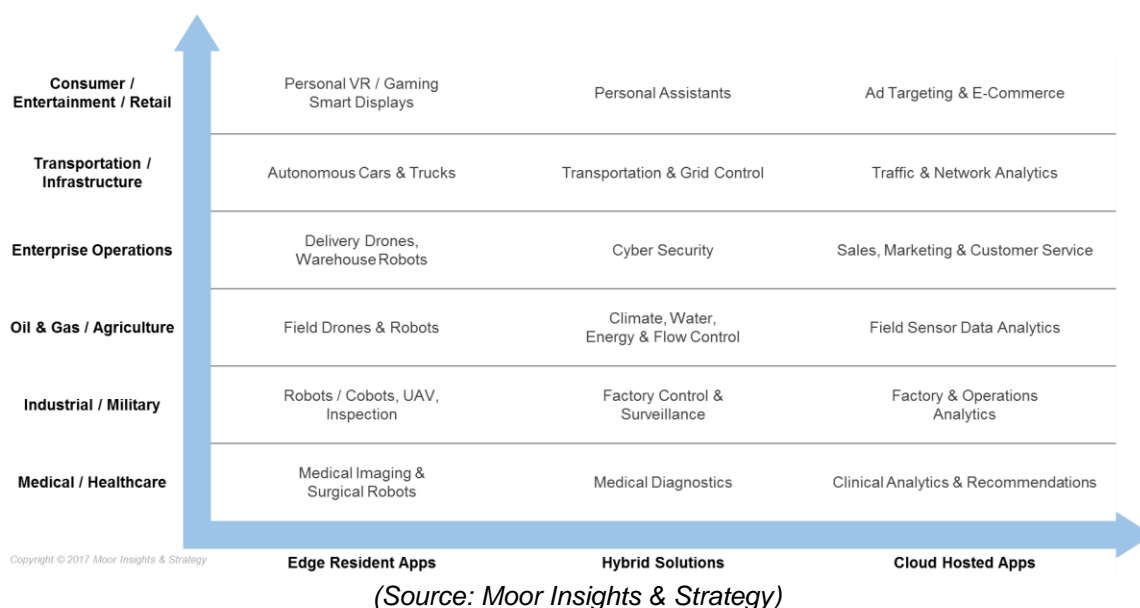 Consumer /
Entertainment / Retail
Personal VR / Gaming
Smart Displays
Personal Assistants
Ad Targeting & E-Commerce
Transportation /
Infrastructure
Autonomous Cars & Trucks
Transportation & Grid Control
Traffic & Network Analytics
Enterprise Operations
Delivery Drones,
Warehouse Robots
Cyber Security
Sales, Marketing & Customer Service
Oil & Gas / Agriculture
Field Drones & Robots
Climate, Water,
Energy & Flow Control
Field Sensor Data Analytics
Industrial / Military
Robots / Cobots, UAV,
Inspection
Factory Control &
Surveillance
Factory & Operations
Analytics
Medical / Healthcare
Medical Imaging &
Surgical Robots
Medical Diagnostics
Clinical Analytics & Recommendations
Copyright © 2017 Moor Insights & Strategy
Edge Resident Apps
Hybrid Solutions
Cloud Hosted Apps
(Source: Moor Insights & Strategy)